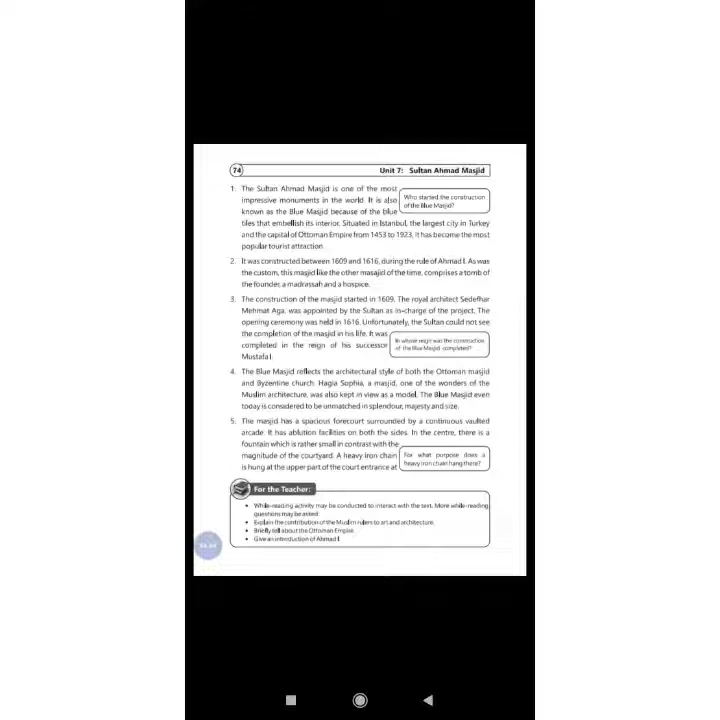 74
Unit 7: Sultan Ahmad Masjid
1. The Sultan Ahmad Masjid is one of the most
impressive monuments in the world. It is also
known as the Blue Masjid because of the blue
tiles that embellish its interior. Situated in Istanbul, the largest city in Turkey
and the capital of Ottoman Empire from 1453 to 1923, it has become the most
popular tourist attraction.
Who started the construction
of the Blue Masjid?
2. It was constructed between 1609 and 1616, during the rule of Ahmad I. As was
the custom, this masjid like the other masajid of the time, comprises a tomb of
the founder, a madrassah and a hospice.
3. The construction of the masjid started in 1609. The royal architect Sedefhar
Mehmat Aga, was appointed by the Sultan as in-charge of the project. The
opening ceremony was held in 1616. Unfortunately, the Sultan could not see
the completion of the masjid in his life. It was
completed in the reign of his successor
Mustafa I.
In whose reign was the construction
of the Blue Masjid completed?
4. The Blue Masjid reflects the architectural style of both the Ottoman masjid
and Byzentine church. Hagia Sophia, a masjid, one of the wonders of the
Muslim architecture, was also kept in view as a model. The Blue Masjid even
today is considered to be unmatched in splendour, majesty and size.
5. The masjid has a spacious forecourt surrounded by a continuous vaulted
arcade. It has ablution facilities on both the sides. In the centre, there is a
fountain which is rather small in contrast with the
magnitude of the courtyard. A heavy iron chain
is hung at the upper part of the court entrance at
For what purpose does a
heavy iron chain hang there?
For the Teacher:
• While-reading activity may be conducted to interact with the text. More while-reading
questions may be asked.
• Explain the contribution of the Muslim rulers to art and architecture.
• Briefly tell about the Ottoman Empire.
• Give an introduction of Ahmad I.